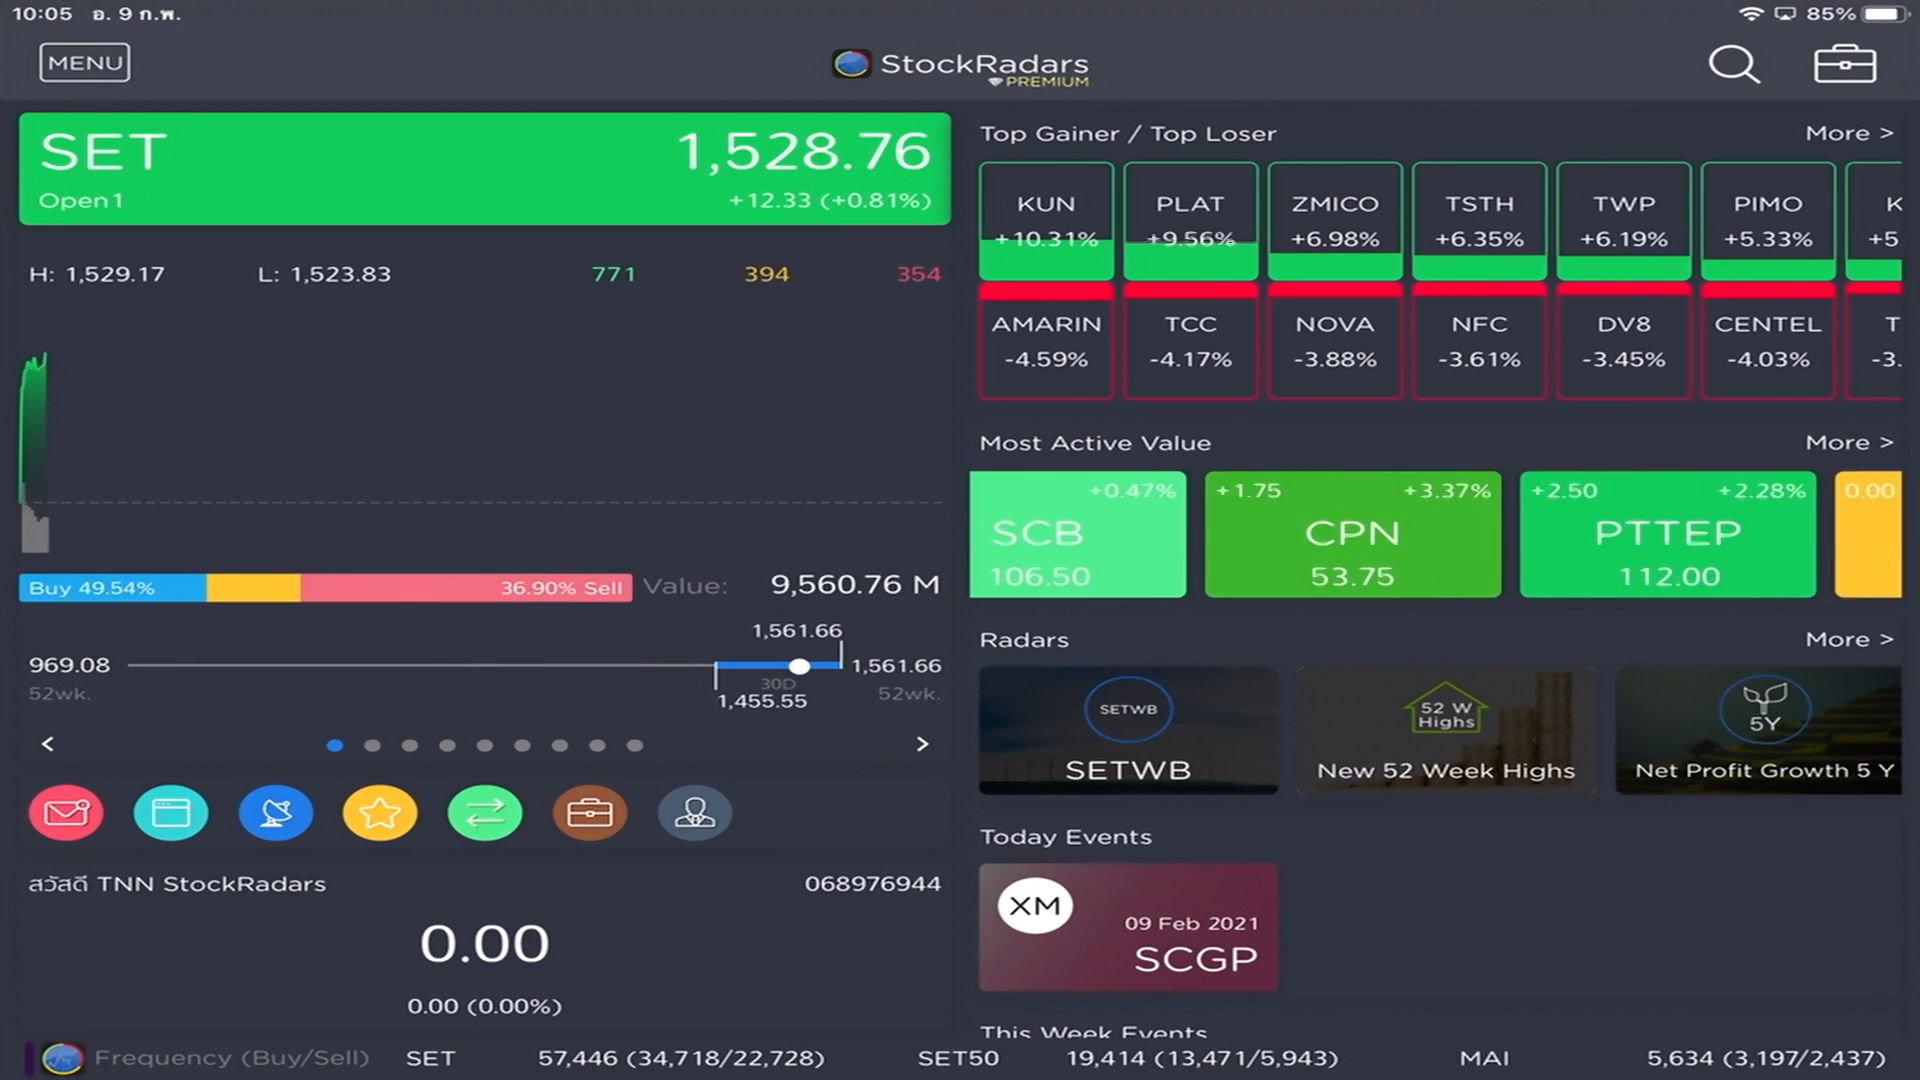 10:05 อ. 9 ก.พ.
85%
MENU
StockRadars
PREMIUM
SET
1,528.76
Open1
+12.33 (+0.81%)
H: 1,529.17
L: 1,523.83
771
394
354
Buy 49.54%
36.90% Sell
Value:
9,560.76 M
1,561.66
969.08
1,561.66
52wk.
30D
52wk.
1,455.55
<
>
สวัสดี TNN StockRadars
068976944
0.00
0.00 (0.00%)
Top Gainer / Top Loser
More >
KUN
PLAT
ZMICO
TSTH
TWP
PIMO
K
+10.31%
+9.56%
+6.98%
+6.35%
+6.19%
+5.33%
+5
AMARIN
TCC
NOVA
NFC
DV8
CENTEL
T
-4.59%
-4.17%
-3.88%
-3.61%
-3.45%
-4.03%
-3.
Most Active Value
More >
+0.47%
SCB
106.50
+1.75
+3.37%
CPN
53.75
+2.50
+2.28%
PTTEP
112.00
0.00
Radars
More >
SETWB
SETWB
52 W
Highs
New 52 Week Highs
5Y
Net Profit Growth 5 Y
Today Events
XM
09 Feb 2021
SCGP
This Week Events
Frequency (Buy/Sell)
SET
57,446 (34,718/22,728)
SET50
19,414 (13,471/5,943)
MAI
5,634 (3,197/2,437)